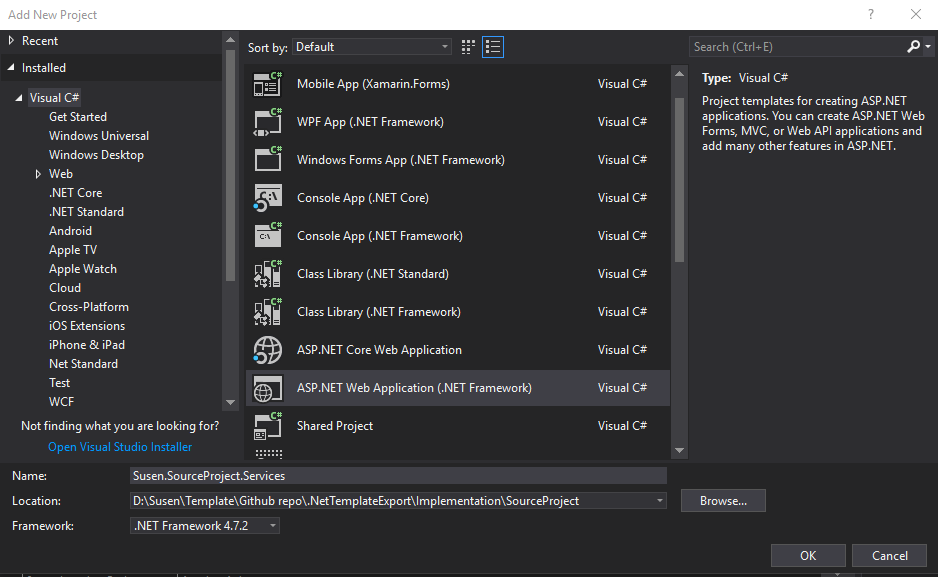 Add New Project
?
Recent
Installed
Visual C#
Get Started
Windows Universal
Windows Desktop
Web
.NET Core
.NET Standard
Android
Apple TV
Apple Watch
Cloud
Cross-Platform
iOS Extensions
iPhone & iPad
Net Standard
Test
WCF
Not finding what you are looking for?
Open Visual Studio Installer
Sort by: Default
C# Mobile App (Xamarin.Forms) Visual C#
C# WPF App (.NET Framework) Visual C#
C# Windows Forms App (.NET Framework) Visual C#
C:\ Console App (.NET Core) Visual C#
C# C:\ Console App (.NET Framework) Visual C#
C# Class Library (.NET Standard) Visual C#
C# Class Library (.NET Framework) Visual C#
ASP.NET Core Web Application Visual C#
ASP.NET Web Application (.NET Framework) Visual C#
C# Shared Project Visual C#
Search (Ctrl+E)
Type: Visual C#
Project templates for creating ASP.NET
applications. You can create ASP.NET Web
Forms, MVC, or Web API applications and
add many other features in ASP.NET.
Name: Susen.SourceProject.Services
Location: D:\Susen\Template\Github repo\.NetTemplateExport\Implementation\SourceProject Browse...
Framework: .NET Framework 4.7.2
OK Cancel